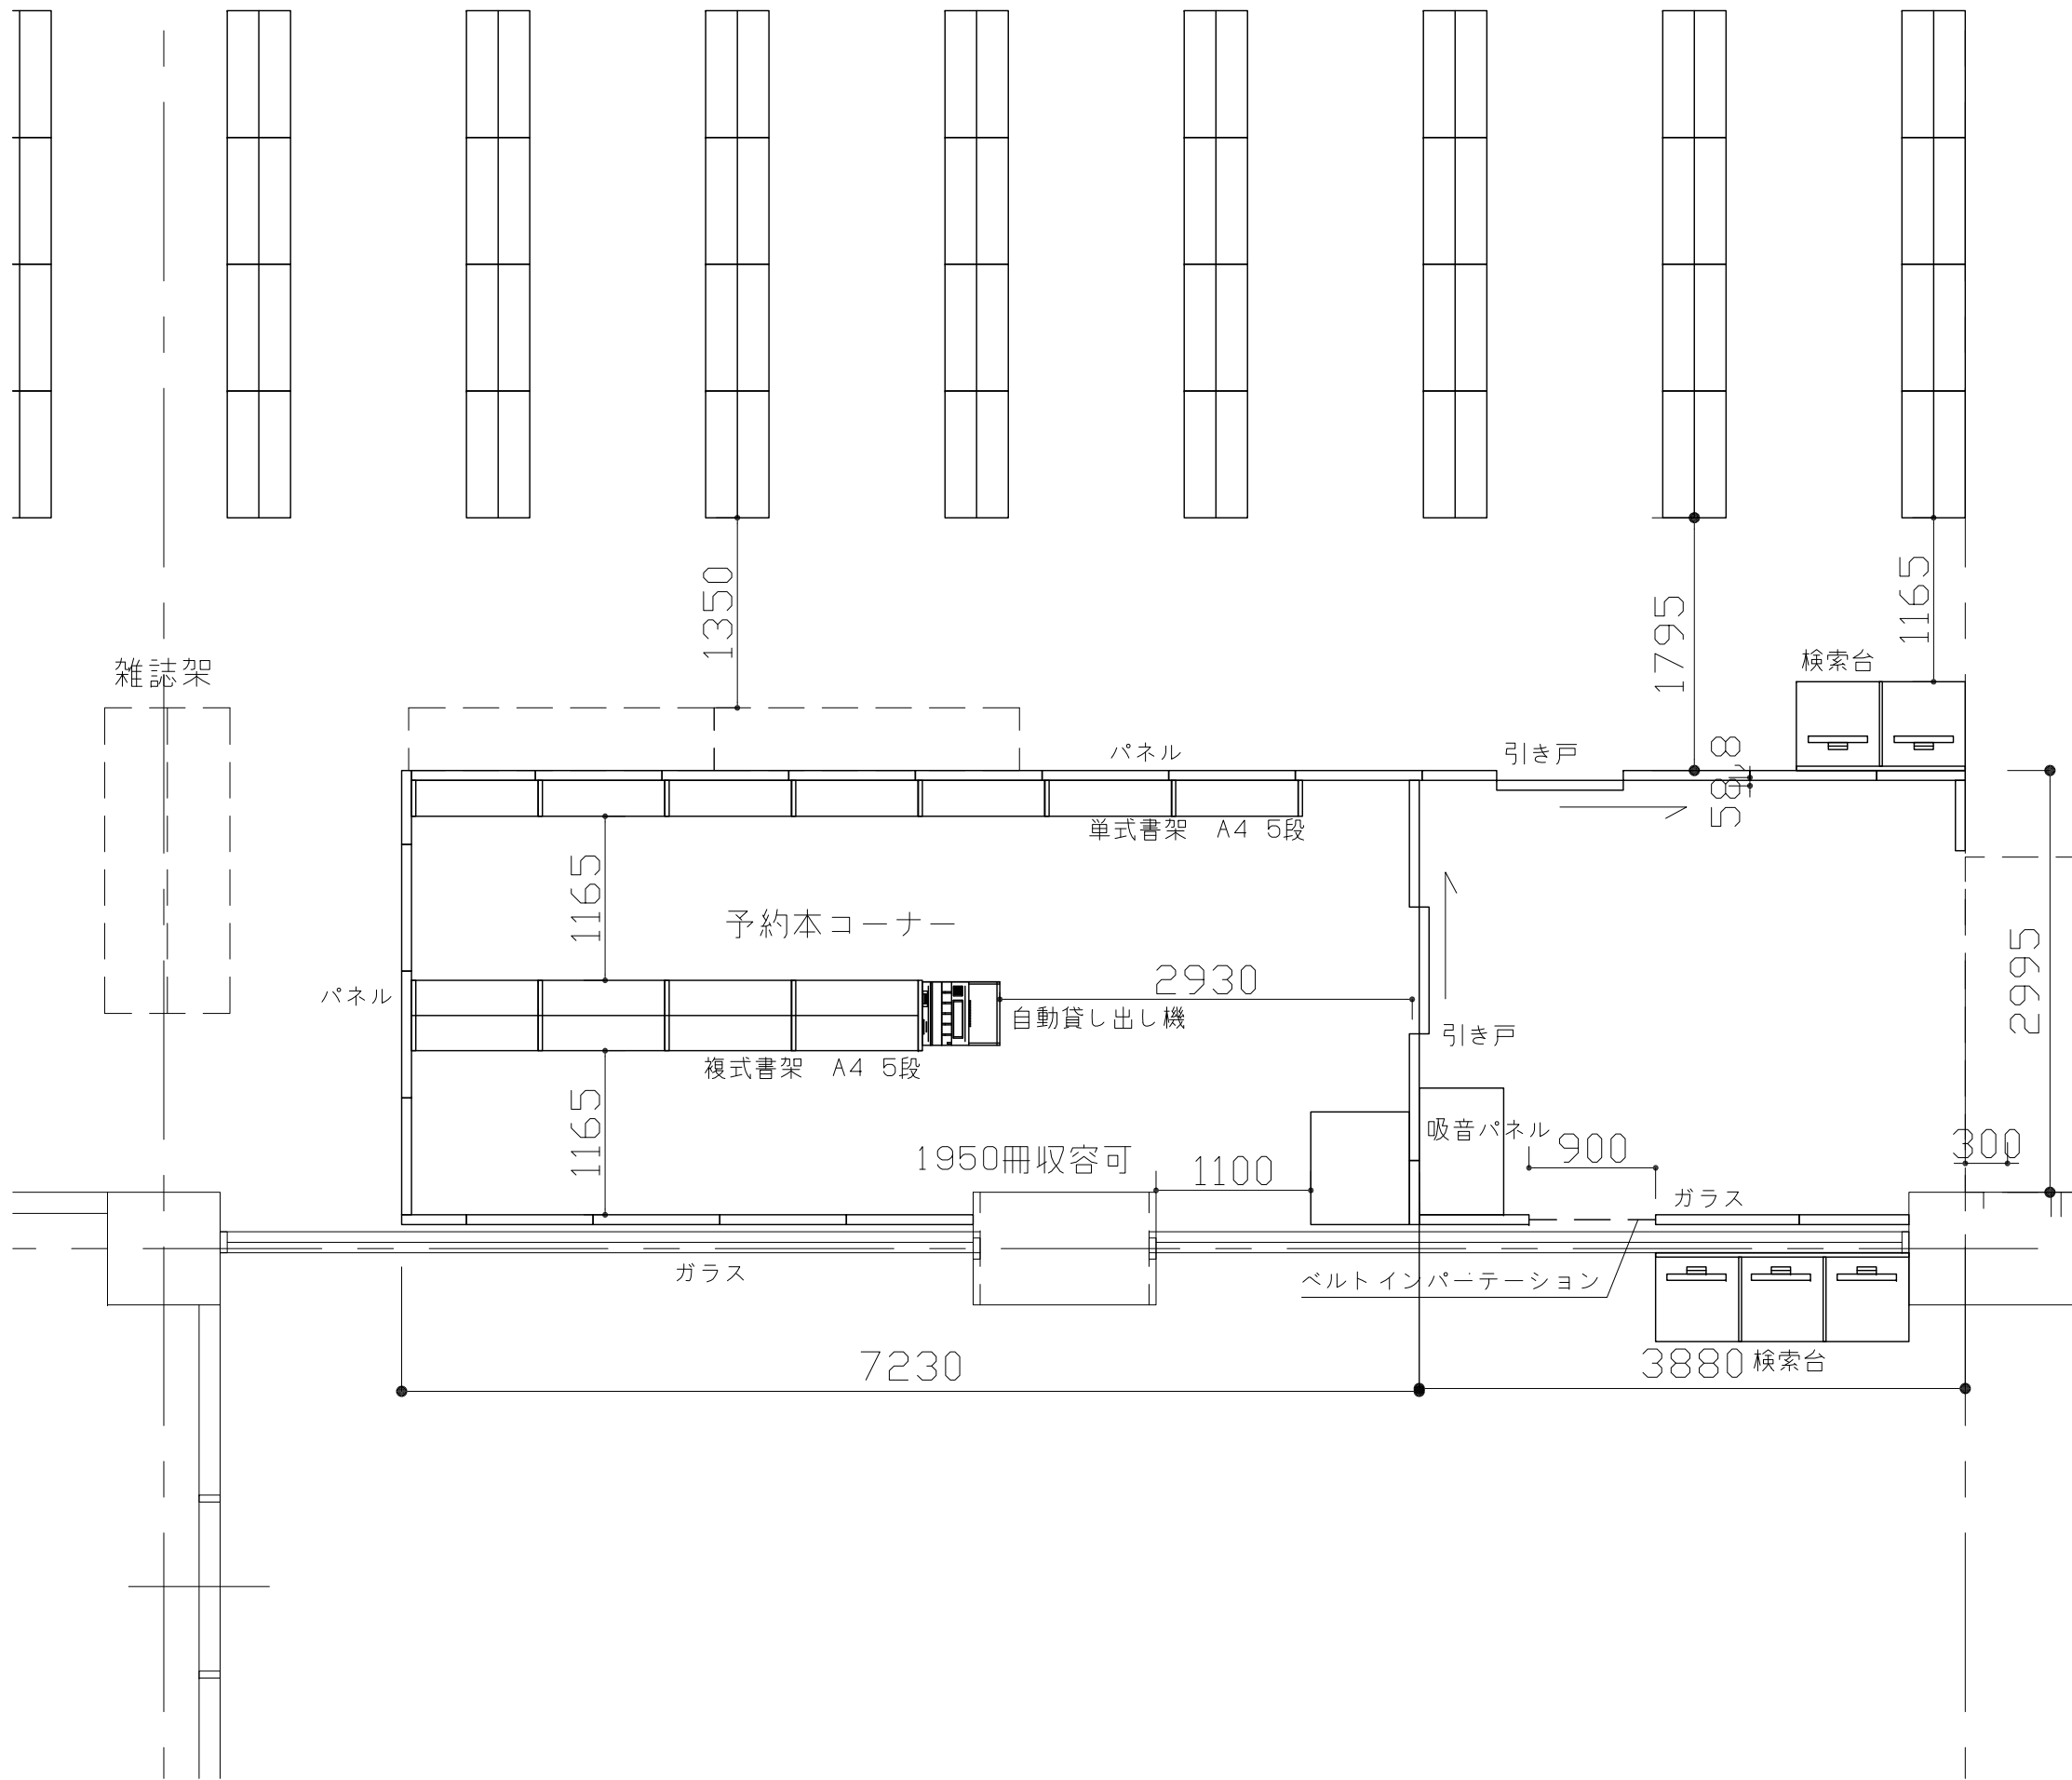 1350
1795
1165
検索台
雑誌架
パネル
引き戸
58.8
単式書架 A4 5段
1165
予約本コーナー
2995
2930
パネル
自動貸し出し機
引き戸
複式書架 A4 5段
1165
吸音パネル
900
300
1950冊収容可
1100
ガラス
ガラス
ベルトインパーテーション
7230
3880
検索台